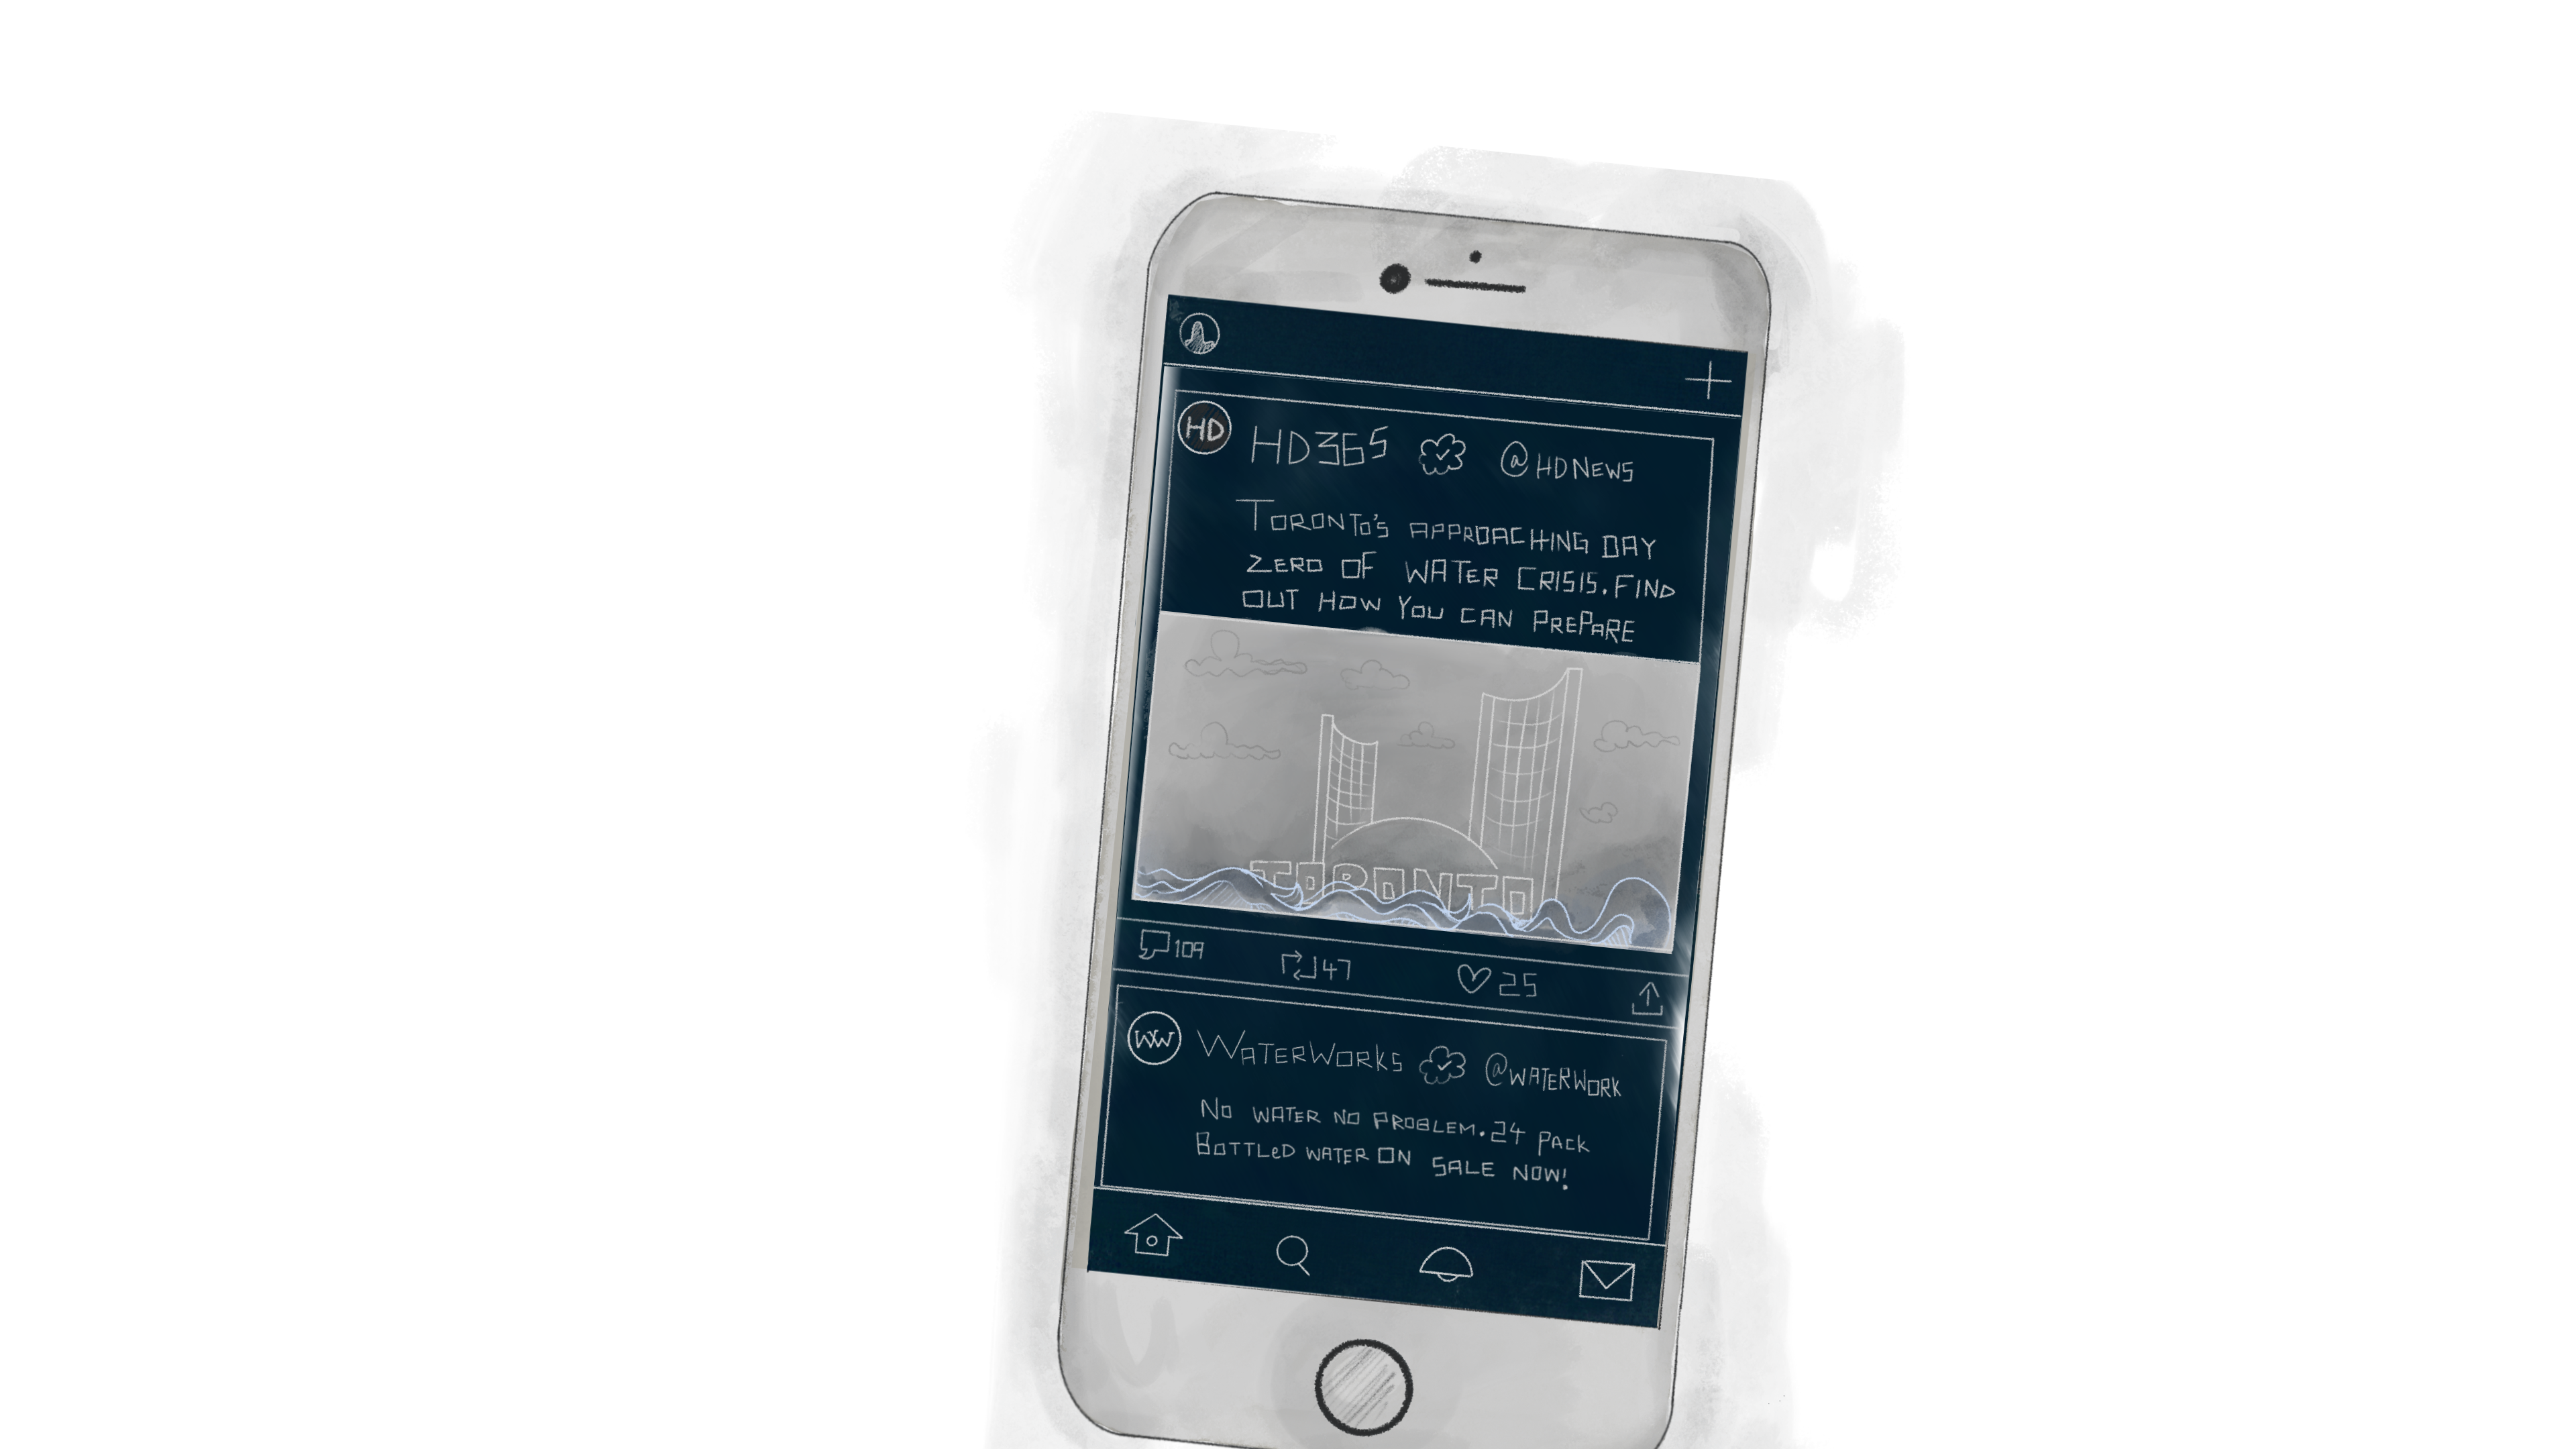 HD
HD365 @HDNEWS
TORONTO'S APPROACHING DAY
ZERO OF WATER CRISIS. FIND
OUT HOW YOU CAN PREPARE
TORONTO
109 47 25
WW
WATERWORKS @WATERWORK
NO WATER NO PROBLEM. 24 PACK
BOTTLeD WATER ON SALE NOW!